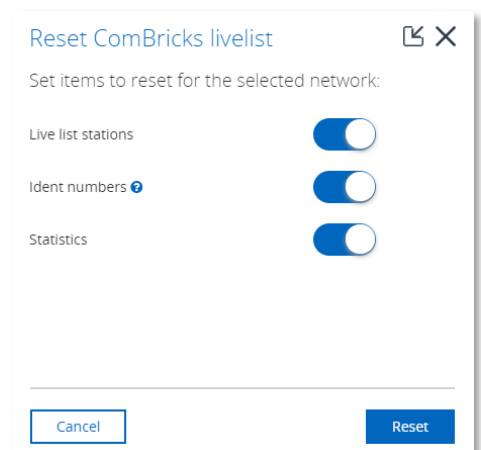 Reset ComBricks livelist
Set items to reset for the selected network:
Live list stations
Ident numbers ?
Statistics
Cancel
Reset